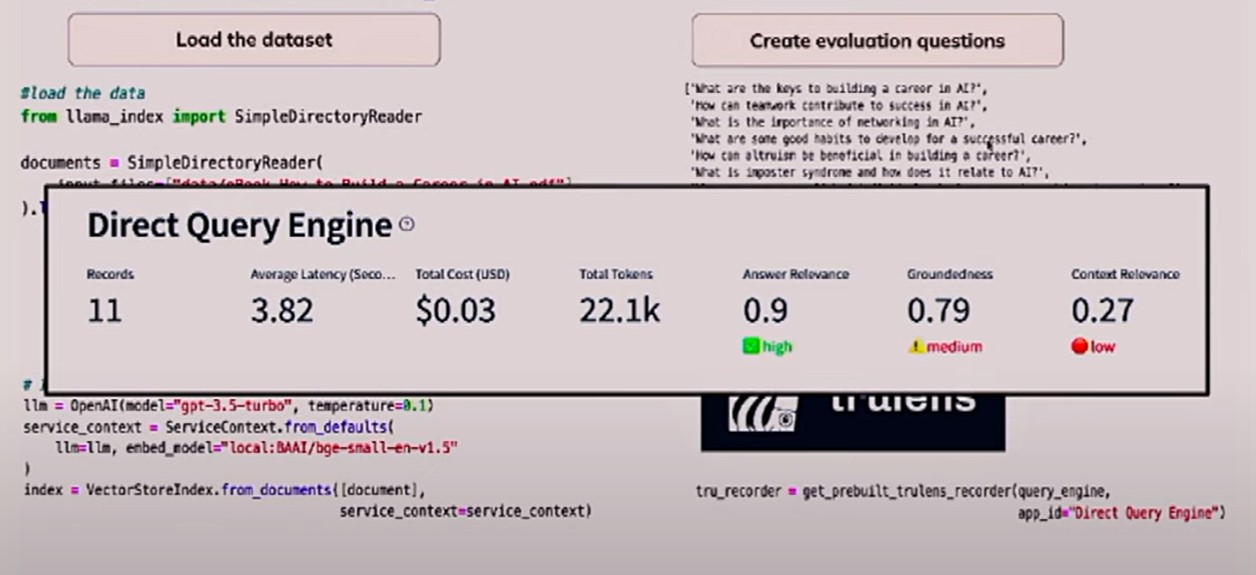 Load the dataset
#load the data
from llama_index import SimpleDirectoryReader
documents = SimpleDirectoryReader(
input_files=["data/eBook-How-to-Build-a-Career-in-AI.pdf"]
).l
Create evaluation questions
['What are the keys to building a career in AI?',
'How can teamwork contribute to success in AI?',
'What is the importance of networking in AI?',
'What are some good habits to develop for a successful career?',
'How can altruism be beneficial in building a career?',
'What is imposter syndrome and how does it relate to AI?',
Direct Query Engine
Records
Average Latency (Seco...
Total Cost (USD)
Total Tokens
Answer Relevance
Groundedness
Context Relevance
11
3.82
$0.03
22.1k
0.9
0.79
0.27
high
medium
low
#
llm = OpenAI(model="gpt-3.5-turbo", temperature=0.1)
service_context = ServiceContext.from_defaults(
llm=llm, embed_model="local:BAAI/bge-small-en-v1.5"
)
index = VectorStoreIndex.from_documents([document],
service_context=service_context)
trulens
tru_recorder = get_prebuilt_trulens_recorder(query_engine,
app_id="Direct Query Engine")